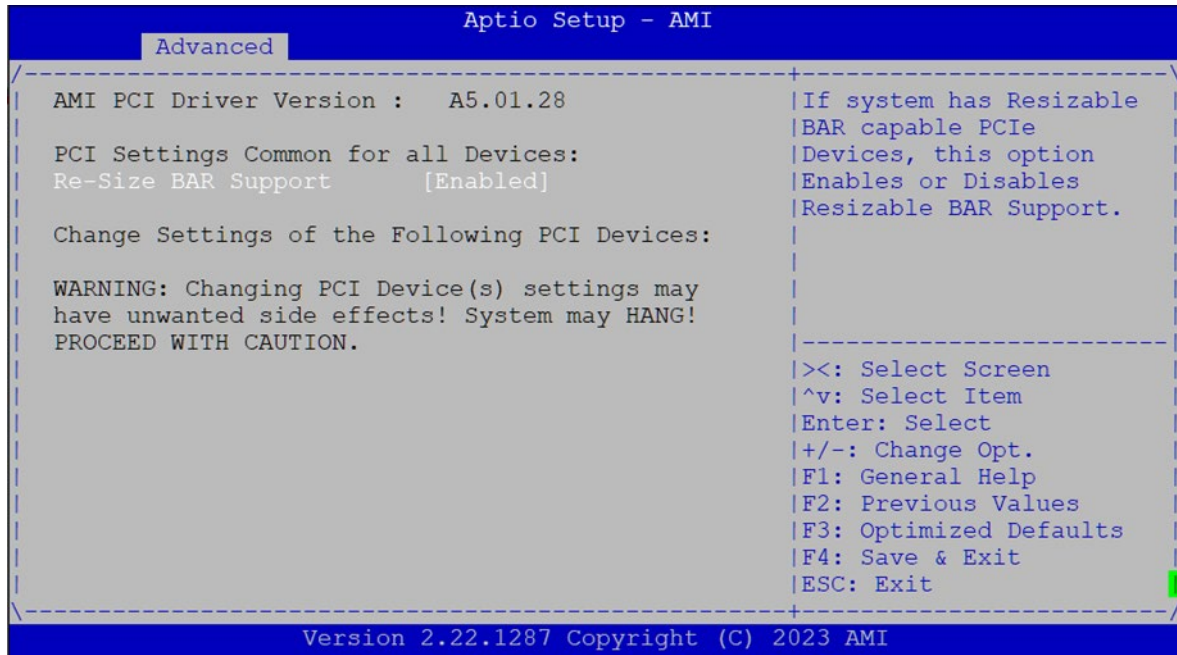 Aptio Setup - AMI
Advanced
AMI PCI Driver Version :   A5.01.28
PCI Settings Common for all Devices:
Re-Size BAR Support      [Enabled]
Change Settings of the Following PCI Devices:
WARNING: Changing PCI Device(s) settings may
have unwanted side effects! System may HANG!
PROCEED WITH CAUTION.
If system has Resizable
BAR capable PCIe
Devices, this option
Enables or Disables
Resizable BAR Support.
><: Select Screen
^v: Select Item
Enter: Select
+/-: Change Opt.
F1: General Help
F2: Previous Values
F3: Optimized Defaults
F4: Save & Exit
ESC: Exit
Version 2.22.1287 Copyright (C) 2023 AMI